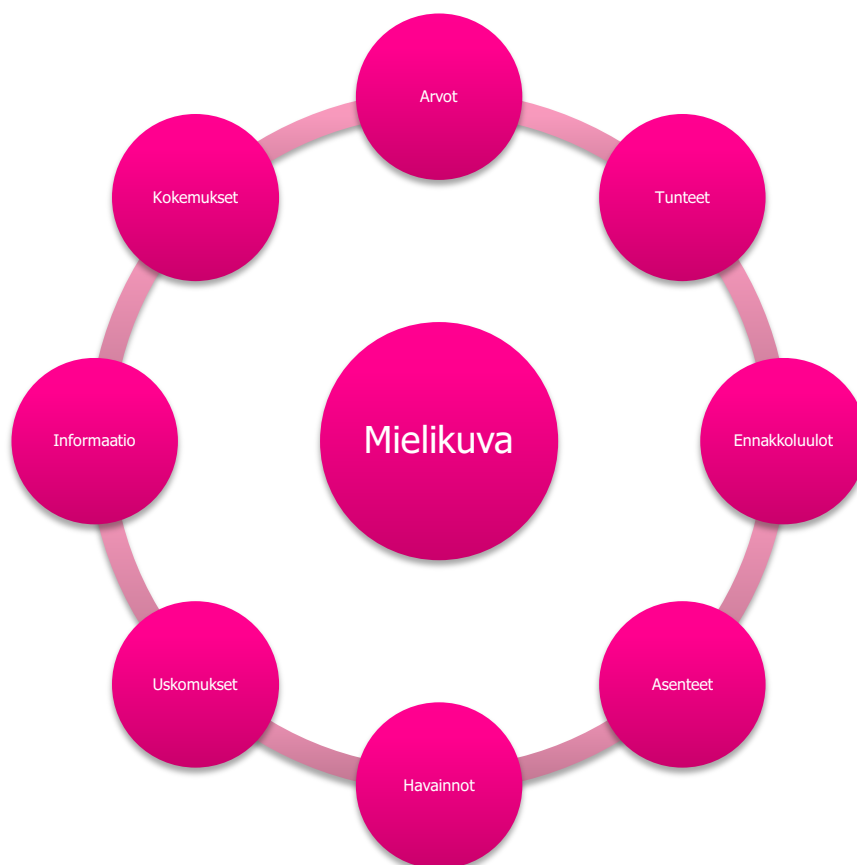 Arvot
Tunteet
Ennakkoluulot
Asenteet
Havainnot
Uskomukset
Informaatio
Kokemukset
Mielikuva